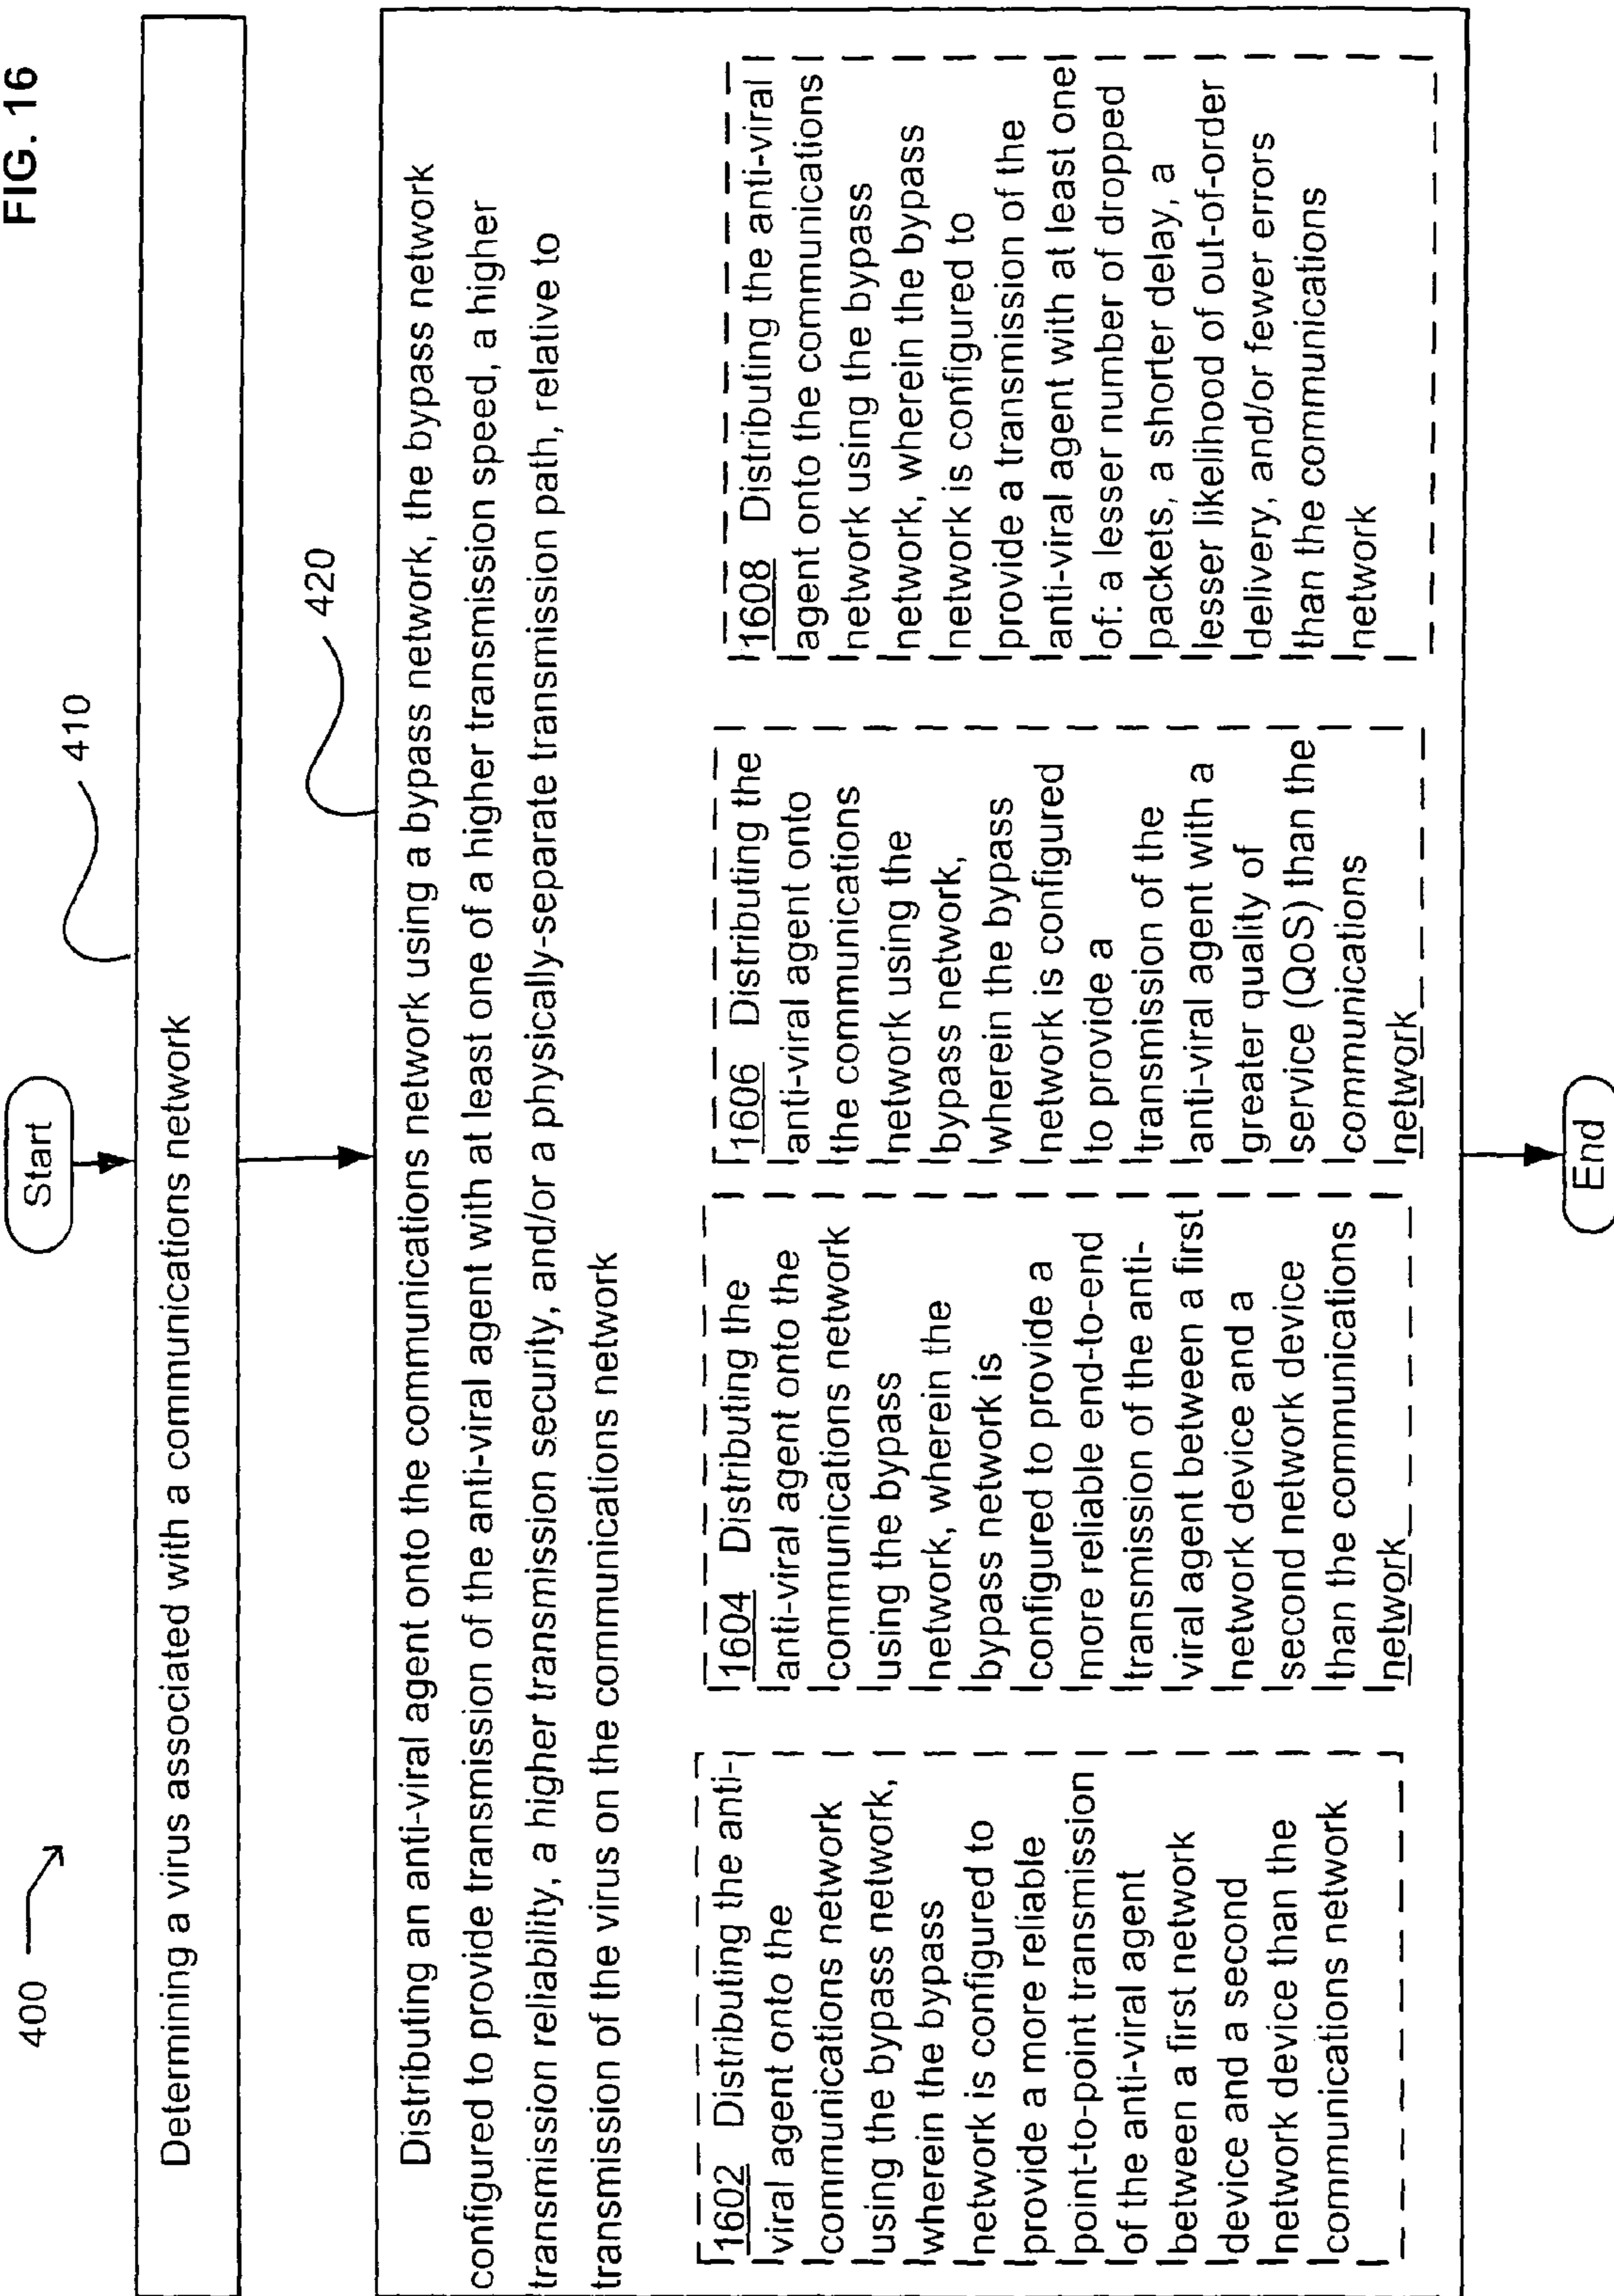 FIG. 16
400
Start
410
Determining a virus associated with a communications network
420
Distributing an anti-viral agent onto the communications network using a bypass network, the bypass network
configured to provide transmission of the anti-viral agent with at least one of a higher transmission speed, a higher
transmission reliability, a higher transmission security, and/or a physically-separate transmission path, relative to
transmission of the virus on the communications network
1602 Distributing the anti-
viral agent onto the
communications network
using the bypass network,
wherein the bypass
network is configured to
provide a more reliable
point-to-point transmission
of the anti-viral agent
between a first network
device and a second
network device than the
communications network
1604 Distributing the
anti-viral agent onto the
communications network
using the bypass
network, wherein the
bypass network is
configured to provide a
more reliable end-to-end
transmission of the anti-
viral agent between a first
network device and a
second network device
than the communications
network
1606 Distributing the
anti-viral agent onto
the communications
network using the
bypass network,
wherein the bypass
network is configured
to provide a
transmission of the
anti-viral agent with a
greater quality of
service (QoS) than the
communications
network
1608 Distributing the anti-viral
agent onto the communications
network using the bypass
network, wherein the bypass
network is configured to
provide a transmission of the
anti-viral agent with at least one
of: a lesser number of dropped
packets, a shorter delay, a
lesser likelihood of out-of-order
delivery, and/or fewer errors
than the communications
network
End